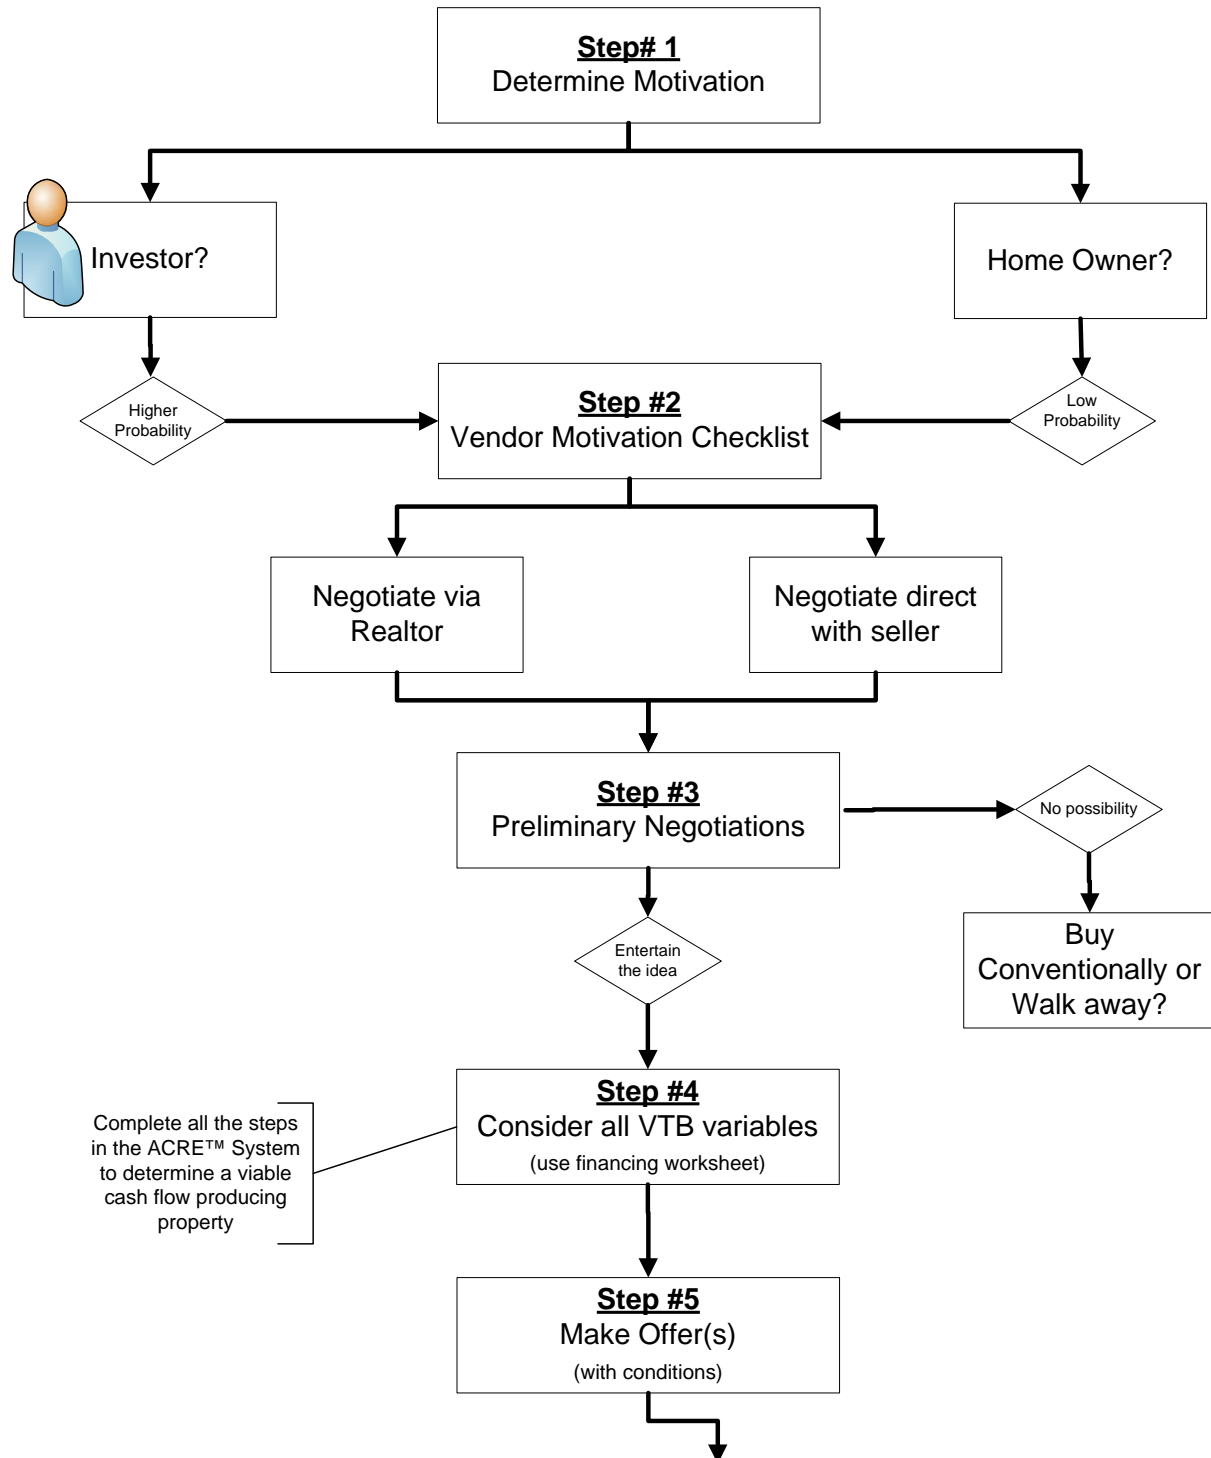 Step# 1
Determine Motivation
Investor?
Home Owner?
Higher
Probability
Step #2
Vendor Motivation Checklist
Low
Probability
Negotiate via
Realtor
Negotiate direct
with seller
Step #3
Preliminary Negotiations
No possibility
Entertain
the idea
Buy
Conventionally or
Walk away?
Step #4
Consider all VTB variables
(use financing worksheet)
Complete all the steps
in the ACRE™ System
to determine a viable
cash flow producing
property
Step #5
Make Offer(s)
(with conditions)